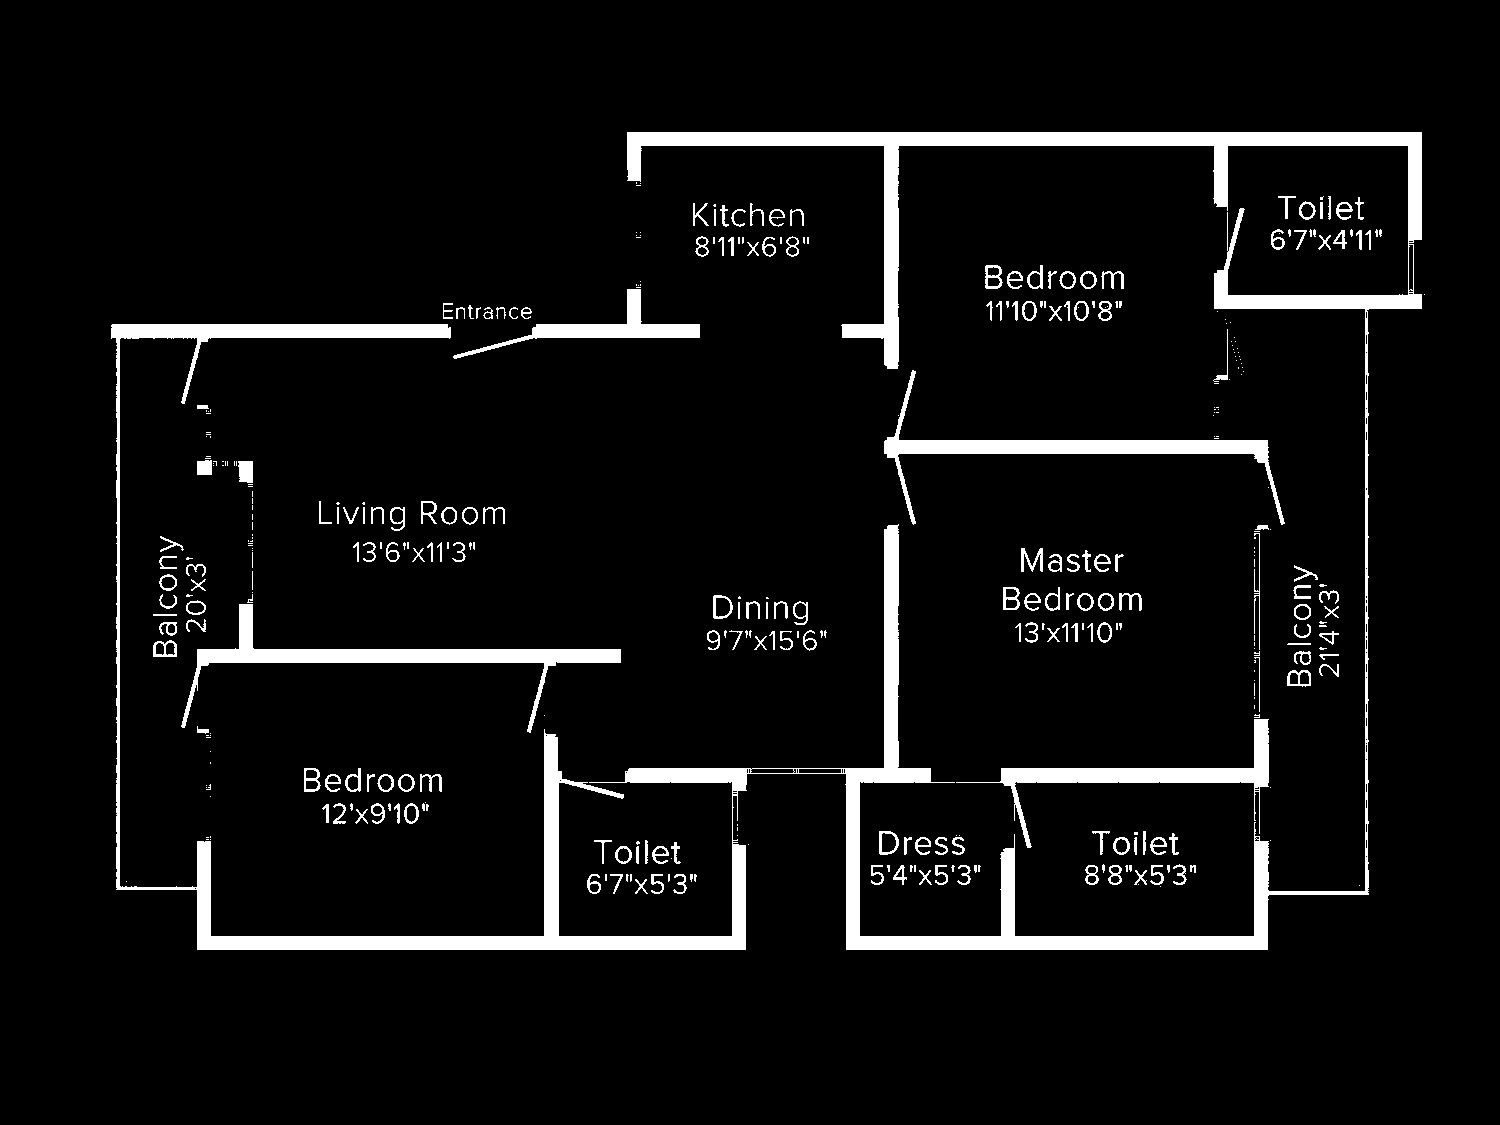 Kitchen
8'11"x6'8"
Toilet
6'7"x4'11"
Bedroom
11'10"x10'8"
Entrance
Living Room
13'6"x11'3"
Dining
9'7"x15'6"
Master
Bedroom
13'x11'10"
Balcony
20'x3'
Balcony
21'4"x3'
Bedroom
12'x9'10"
Toilet
6'7"x5'3"
Dress
5'4"x5'3"
Toilet
8'8"x5'3"